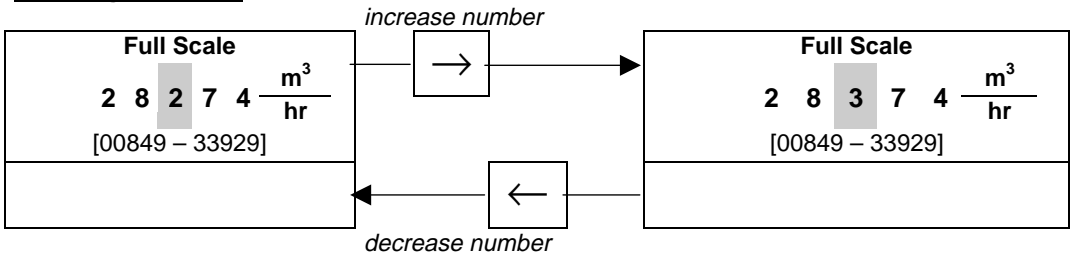 increase number
Full Scale
2 8 2 7 4 m³
hr
[00849 – 33929]
→
Full Scale
2 8 3 7 4 m³
hr
[00849 – 33929]
←
decrease number